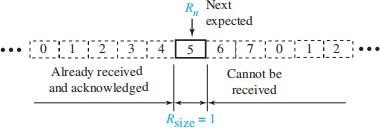 Rn Next
expected
••• 0 1 2 3 4 5 6 7 0 1 2 •••
Already received
and acknowledged
Cannot be
received
Rsize = 1